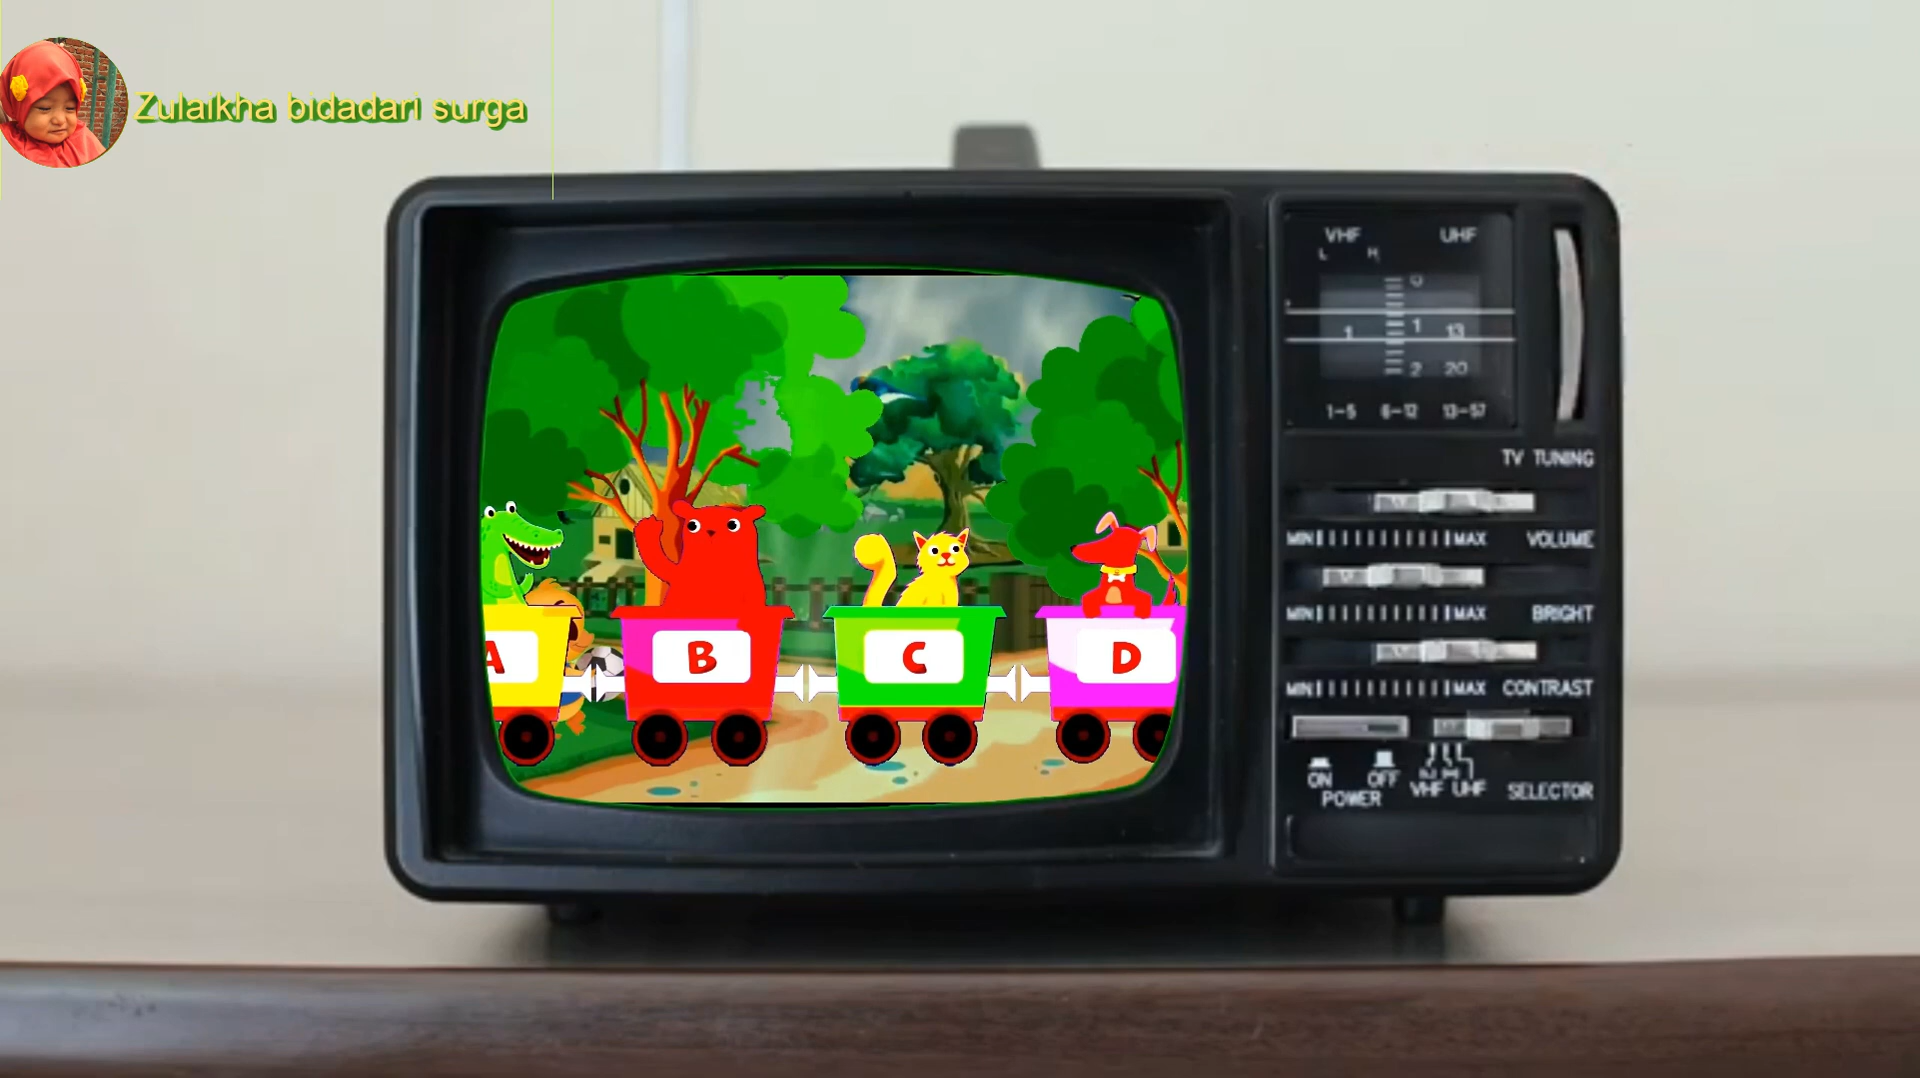 Zulaikha bidadari surga
VHF UHF
L H
0
1 1 13
2 20
1-5 6-12 13-57
TV TUNING
MIN MAX VOLUME
MIN MAX BRIGHT
MIN MAX CONTRAST
ON OFF
POWER
VHF UHF SELECTOR
A B C D